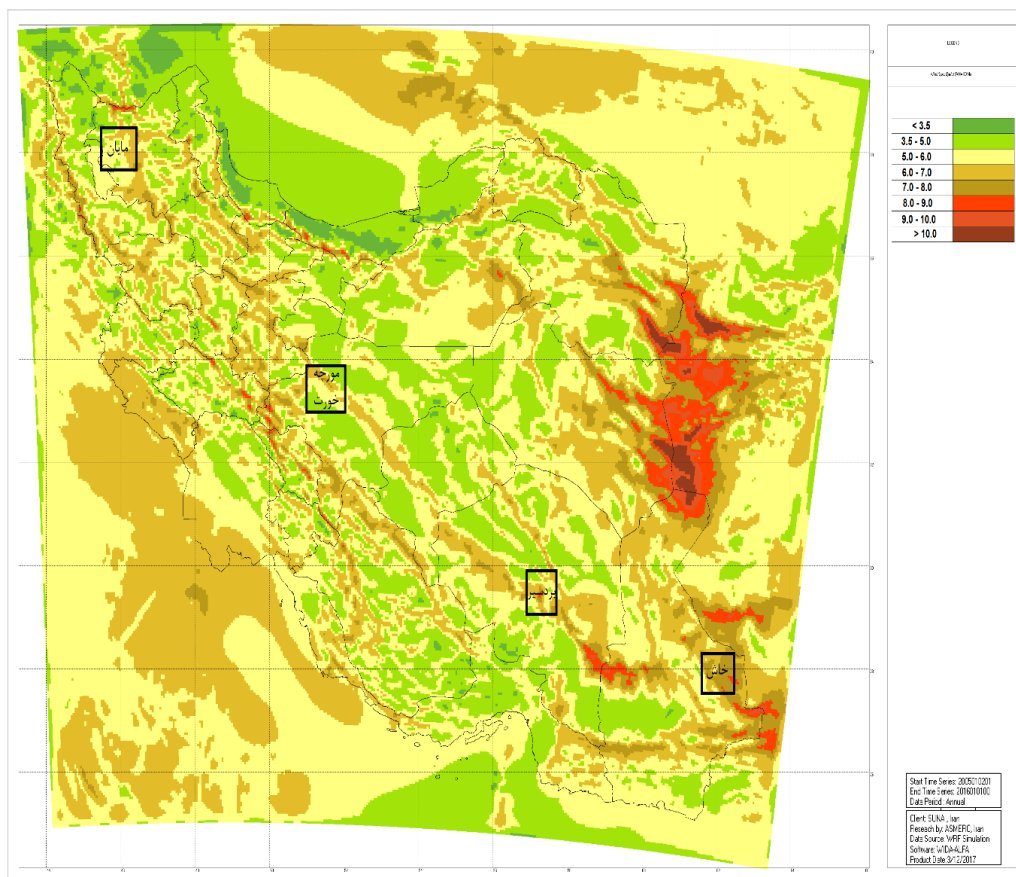 مایان
مورچه
خورت
بردسیر
خاش
< 3.5
3.5 - 5.0
5.0 - 6.0
6.0 - 7.0
7.0 - 8.0
8.0 - 9.0
9.0 - 10.0
> 10.0
Start Time Series: 2005010201
End Time Series: 2016010100
Data Period: Annual
Client: SUNA , Iran
Reseach by: ASMERC, Iran
Data Source: WRF Simulation
Software: WIDA-ALFA
Product Date: 3/12/2017